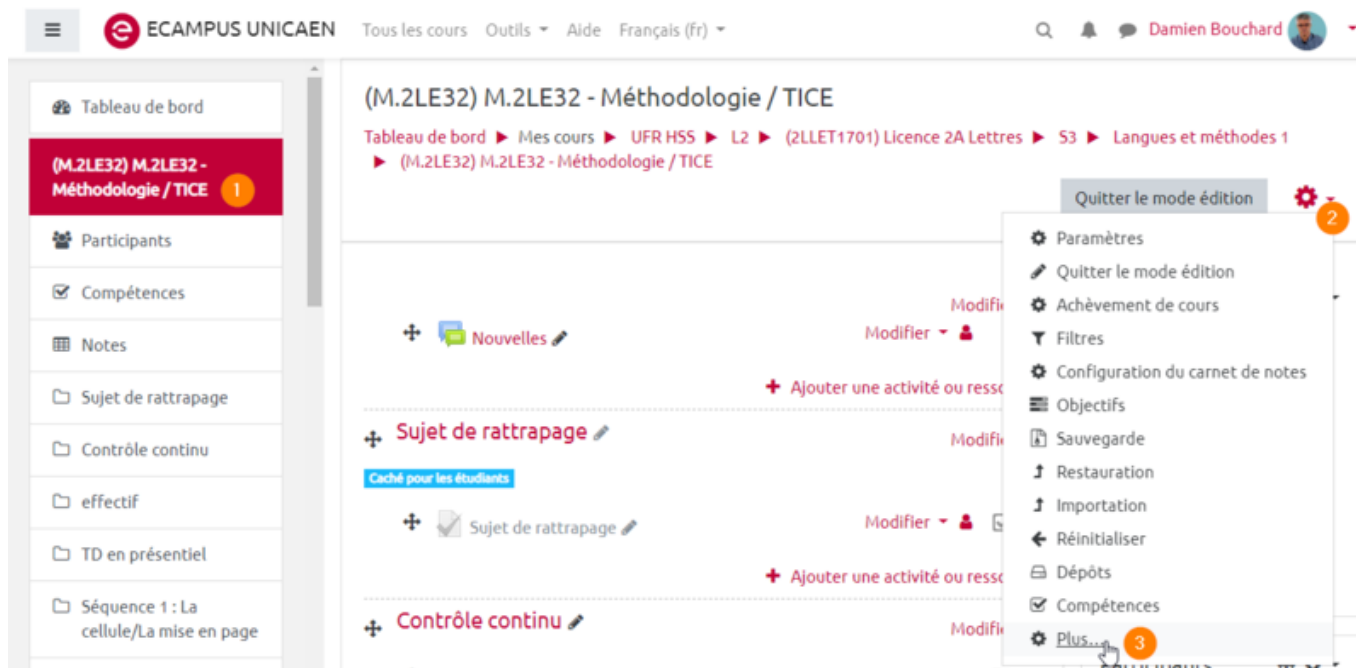 ECAMPUS UNICAEN Tous les cours Outils Aide Français (fr) Damien Bouchard
Tableau de bord
(M.2LE32) M.2LE32 -
Méthodologie / TICE 1
Participants
Compétences
Notes
Sujet de rattrapage
Contrôle continu
effectif
TD en présentiel
Séquence 1 : La
cellule/La mise en page
(M.2LE32) M.2LE32 - Méthodologie / TICE
Tableau de bord ► Mes cours ► UFR HSS ► L2 ► (2LLET1701) Licence 2A Lettres ► S3 ► Langues et méthodes 1
► (M.2LE32) M.2LE32 - Méthodologie / TICE
Quitter le mode édition
2
Modifie
Nouvelles Modifier
+ Ajouter une activité ou resso
Sujet de rattrapage Modifie
Caché pour les étudiants
Sujet de rattrapage Modifier
+ Ajouter une activité ou resso
Contrôle continu Modifie
Paramètres
Quitter le mode édition
Achèvement de cours
Filtres
Configuration du carnet de notes
Objectifs
Sauvegarde
Restauration
Importation
Réinitialiser
Dépôts
Compétences
Plus... 3